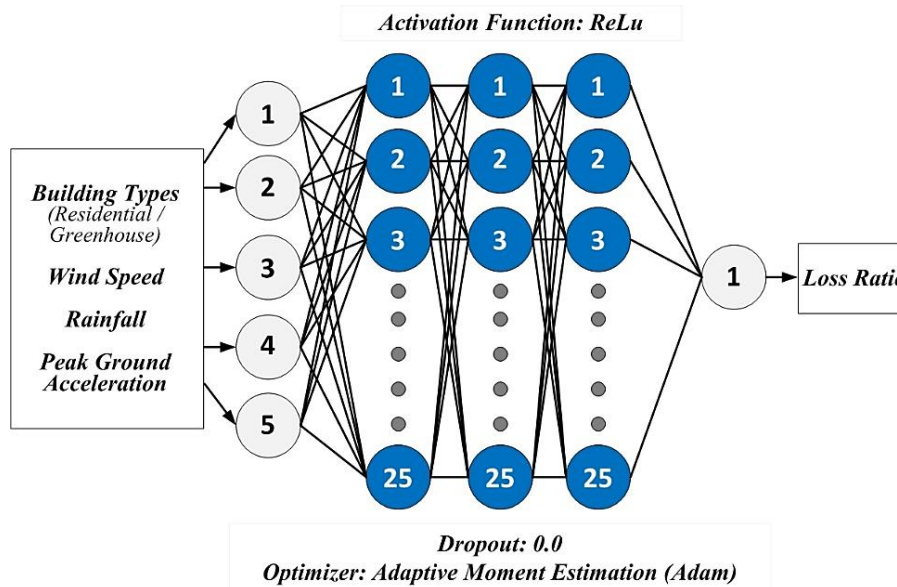 Activation Function: ReLu
Building Types
(Residential /
Greenhouse)
Wind Speed
Rainfall
Peak Ground
Acceleration
1
2
3
4
5
1 1 1
2 2 2
3 3 3
25 25 25
1
Loss Ratio
Dropout: 0.0
Optimizer: Adaptive Moment Estimation (Adam)